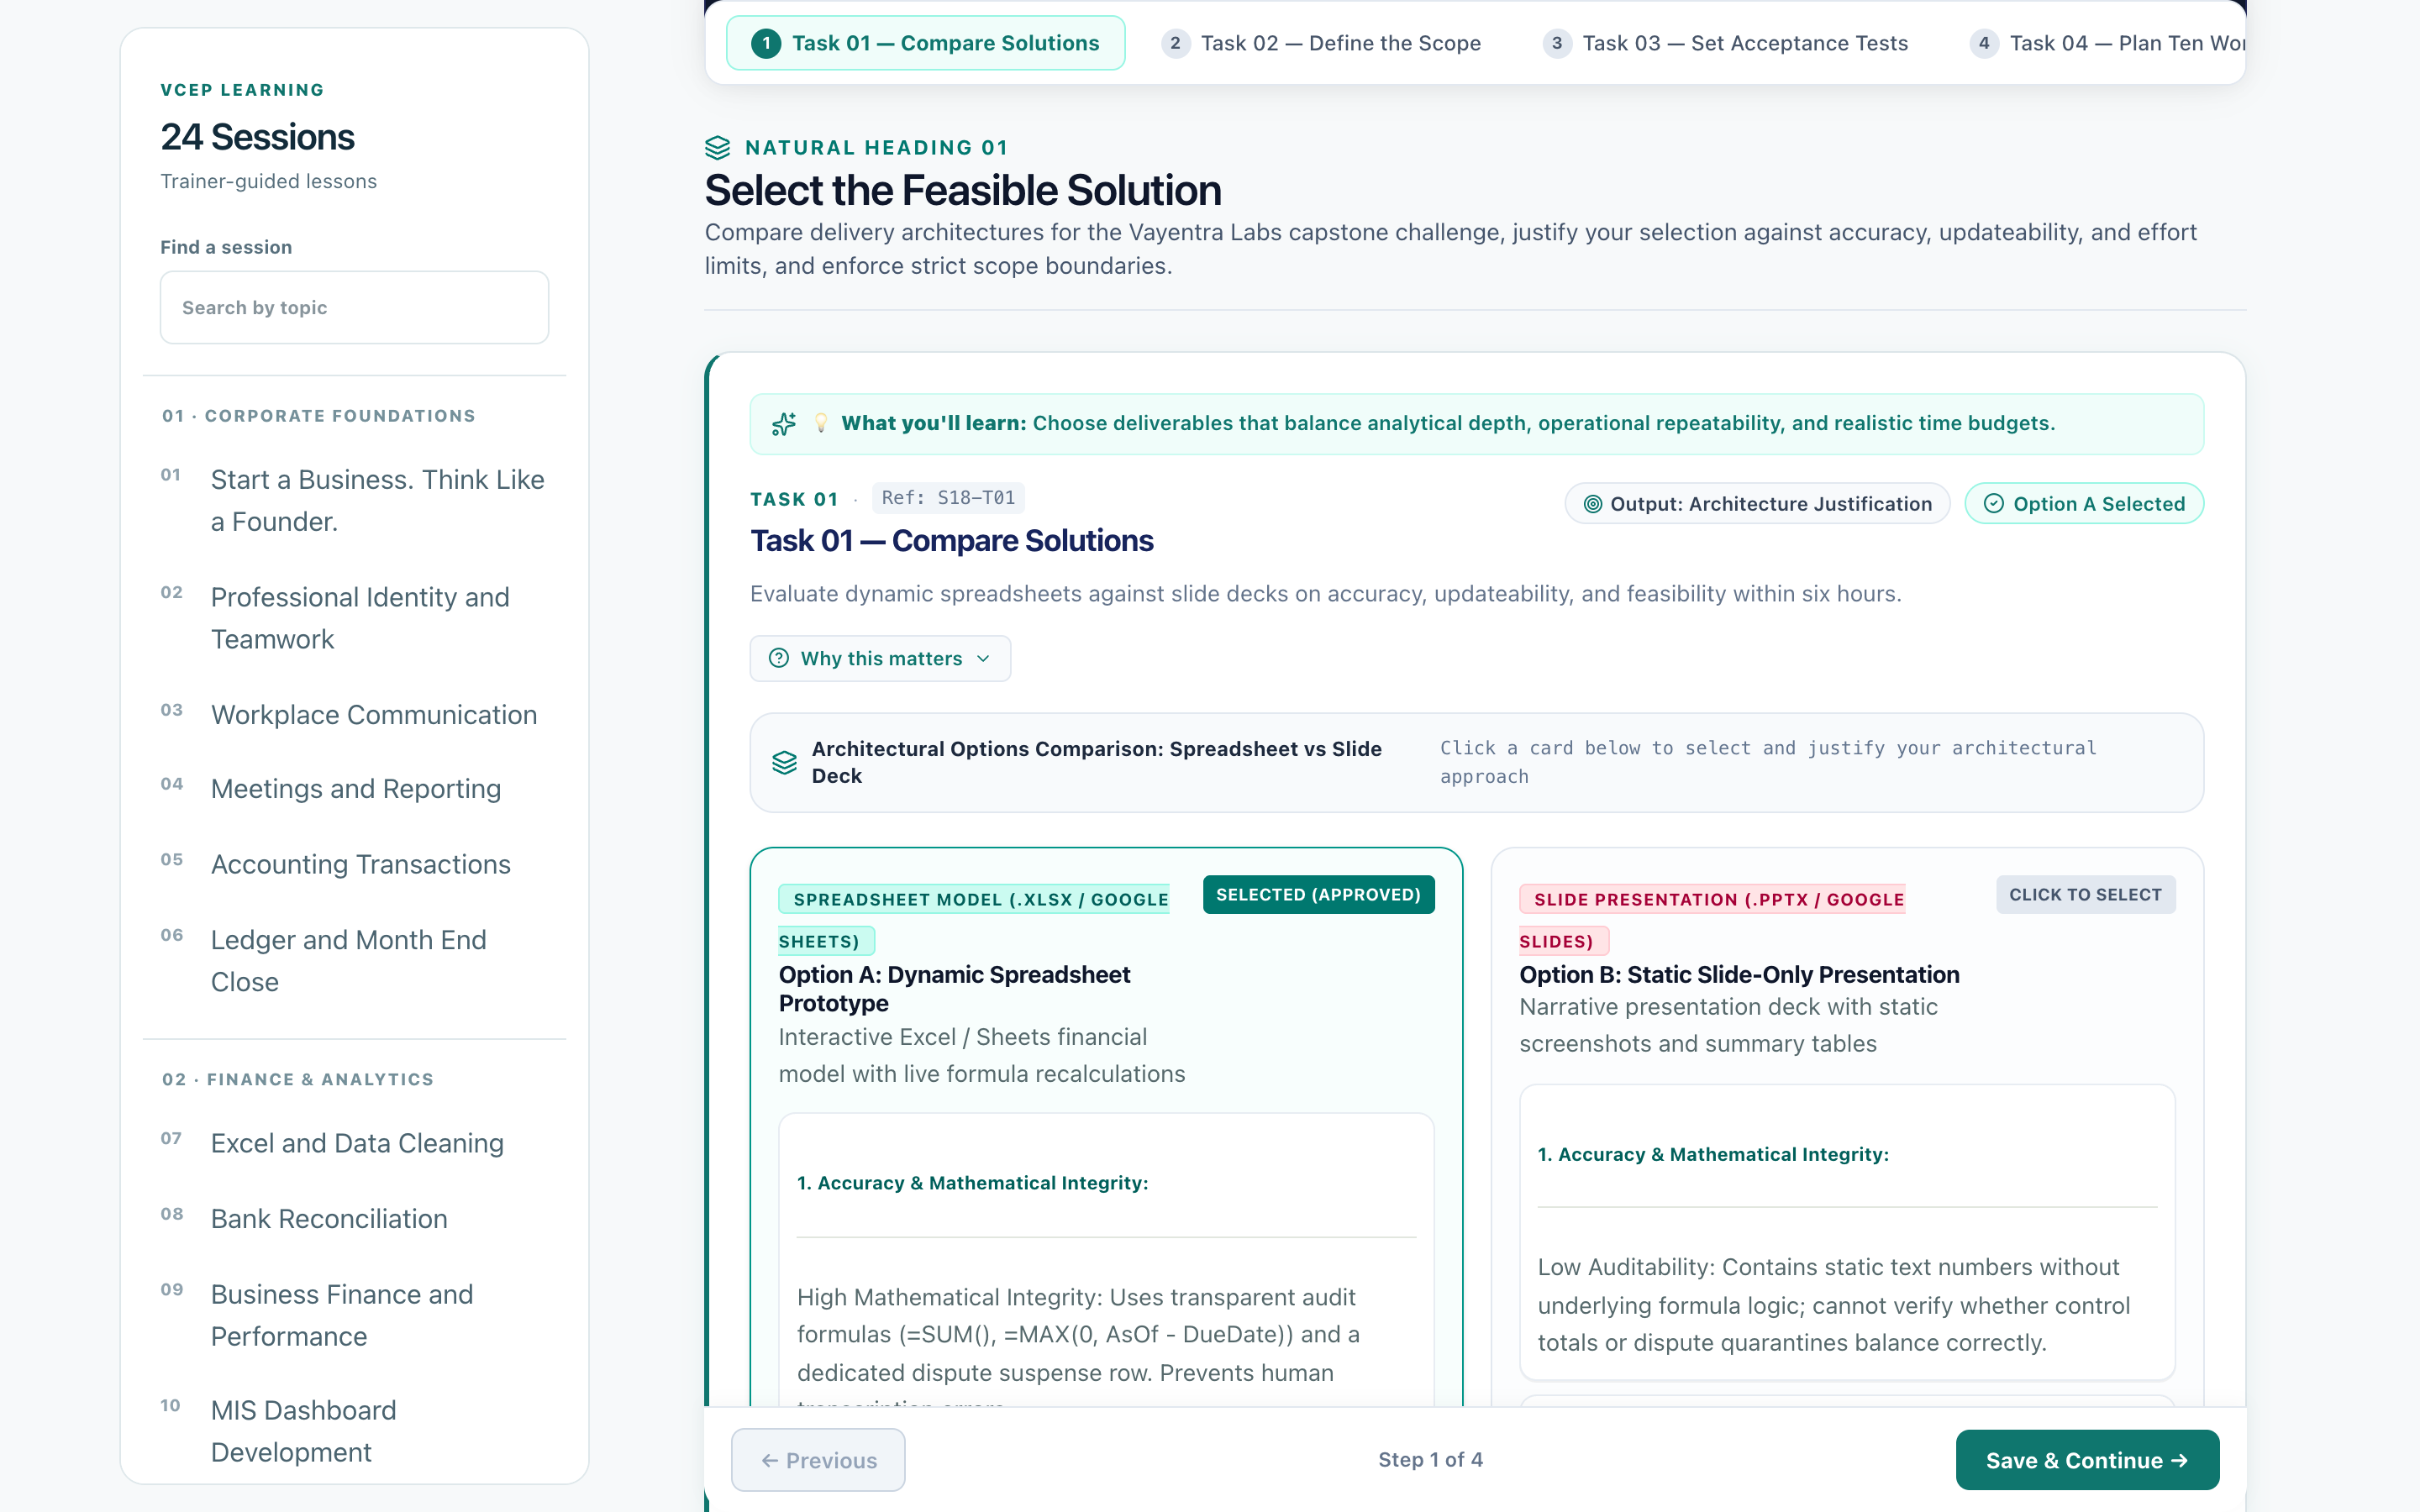 VCEP LEARNING
24 Sessions
Trainer-guided lessons
Find a session
Search by topic
01 · CORPORATE FOUNDATIONS
01 Start a Business. Think Like
a Founder.
02 Professional Identity and
Teamwork
03 Workplace Communication
04 Meetings and Reporting
05 Accounting Transactions
06 Ledger and Month End
Close
02 · FINANCE & ANALYTICS
07 Excel and Data Cleaning
08 Bank Reconciliation
09 Business Finance and
Performance
10 MIS Dashboard
Development
1 Task 01 — Compare Solutions
2 Task 02 — Define the Scope
3 Task 03 — Set Acceptance Tests
4 Task 04 — Plan Ten
NATURAL HEADING 01
Select the Feasible Solution
Compare delivery architectures for the Vayentra Labs capstone challenge, justify your selection against accuracy, updateability, and effort
limits, and enforce strict scope boundaries.
💡 What you'll learn: Choose deliverables that balance analytical depth, operational repeatability, and realistic time budgets.
TASK 01 · Ref: S18-T01
Output: Architecture Justification
Option A Selected
Task 01 — Compare Solutions
Evaluate dynamic spreadsheets against slide decks on accuracy, updateability, and feasibility within six hours.
Why this matters
Architectural Options Comparison: Spreadsheet vs Slide
Deck
Click a card below to select and justify your architectural
approach
SPREADSHEET MODEL (.XLSX / GOOGLE
SHEETS)
SELECTED (APPROVED)
Option A: Dynamic Spreadsheet
Prototype
Interactive Excel / Sheets financial
model with live formula recalculations
1. Accuracy & Mathematical Integrity:
High Mathematical Integrity: Uses transparent audit
formulas (=SUM(), =MAX(0, AsOf - DueDate)) and a
dedicated dispute suspense row. Prevents human
SLIDE PRESENTATION (.PPTX / GOOGLE
SLIDES)
CLICK TO SELECT
Option B: Static Slide-Only Presentation
Narrative presentation deck with static
screenshots and summary tables
1. Accuracy & Mathematical Integrity:
Low Auditability: Contains static text numbers without
underlying formula logic; cannot verify whether control
totals or dispute quarantines balance correctly.
← Previous
Step 1 of 4
Save & Continue →